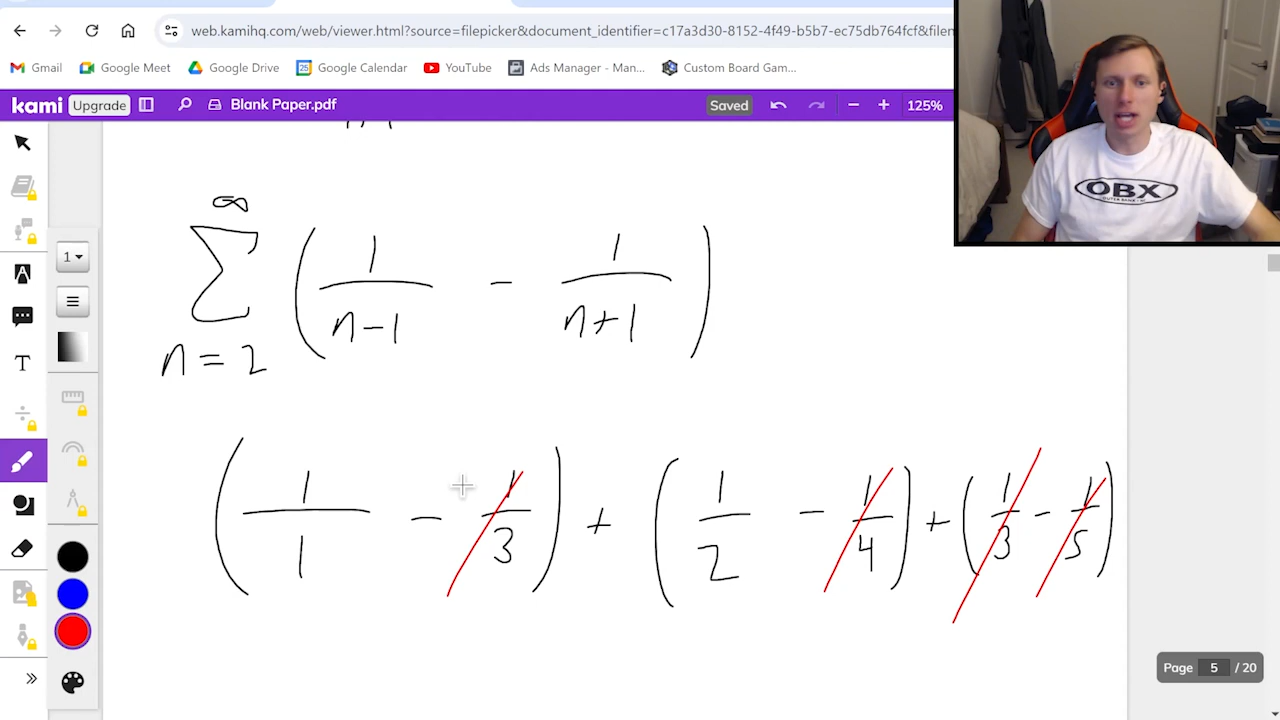 web.kamihq.com/web/viewer.html?source=filepicker&document_identifier=c17a3d30-8152-4f49-b5b7-ec75db764fcf&filen
Gmail Google Meet Google Drive 25 Google Calendar YouTube Ads Manager - Man... Custom Board Gam...
kami Upgrade Blank Paper.pdf Saved 125%
OBX
∞
∑ ( 1/(n-1) - 1/(n+1) )
n = 2
( 1/1 - 1/3 ) + ( 1/2 - 1/4 ) + ( 1/3 - 1/5 )
1
T
Page 5 / 20